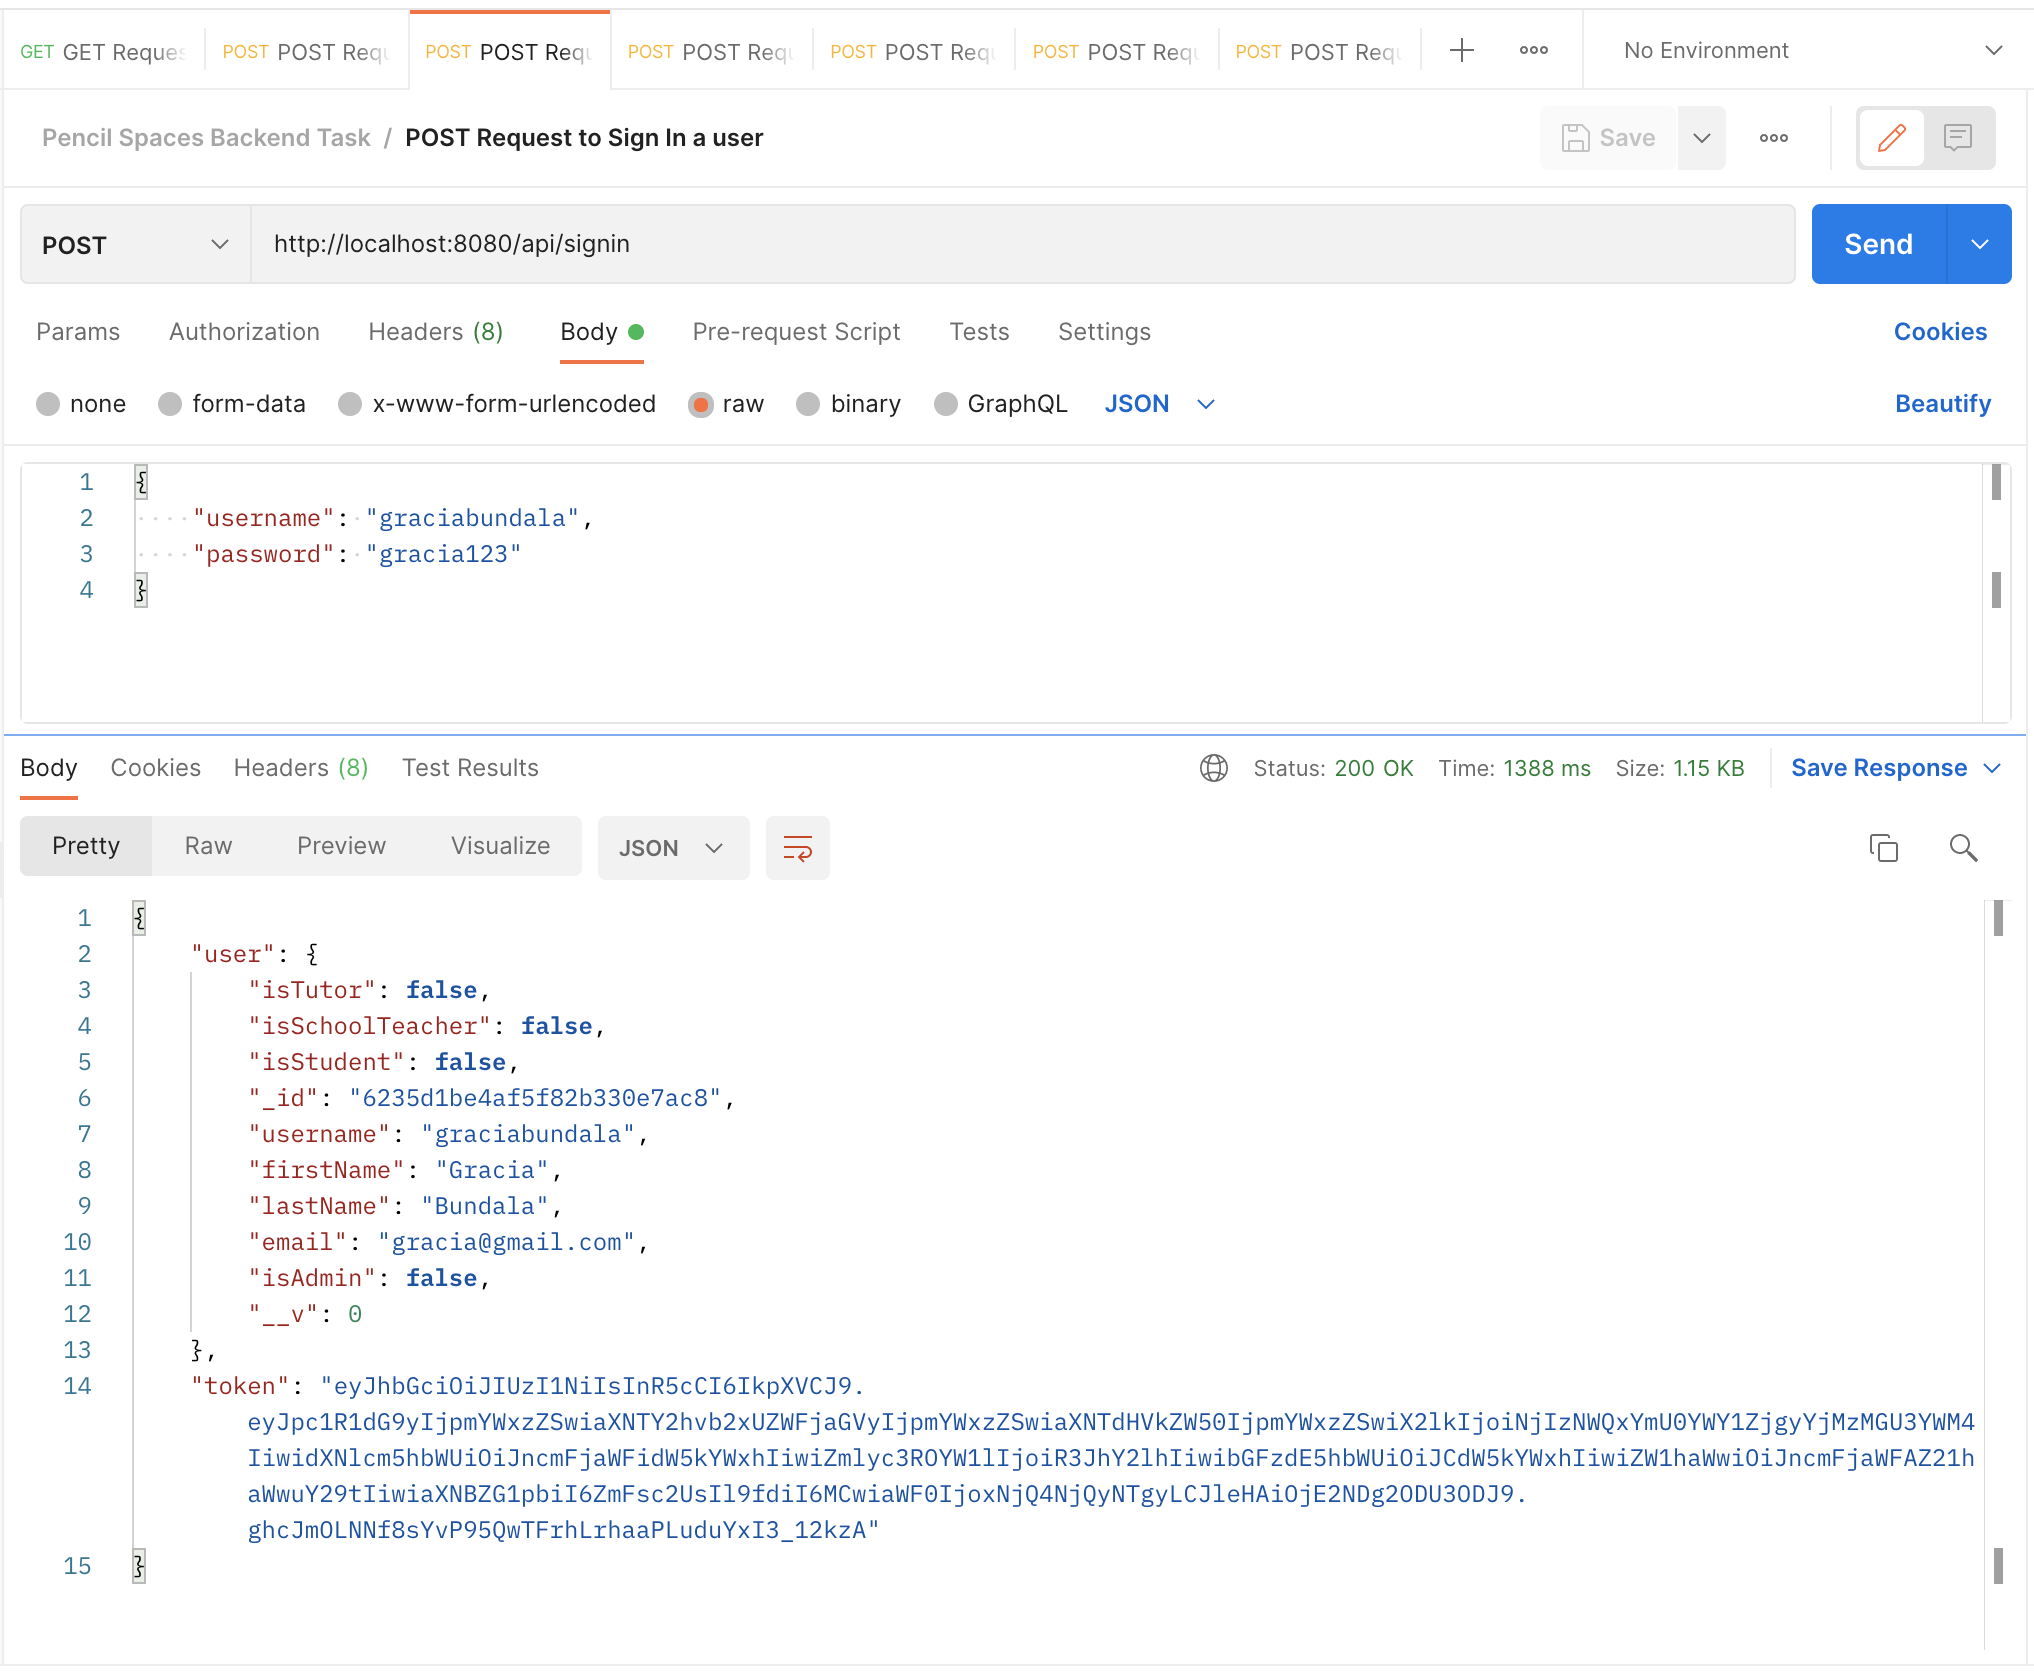 GET GET Reques POST POST Requ POST POST Requ POST POST Requ POST POST Requ POST POST Requ POST POST Requ No Environment
Pencil Spaces Backend Task / POST Request to Sign In a user Save
POST http://localhost:8080/api/signin Send
Params Authorization Headers (8) Body Pre-request Script Tests Settings Cookies
none form-data x-www-form-urlencoded raw binary GraphQL JSON Beautify
1 {
2 "username": "graciabundala",
3 "password": "gracia123"
4 }
Body Cookies Headers (8) Test Results Status: 200 OK Time: 1388 ms Size: 1.15 KB Save Response
Pretty Raw Preview Visualize JSON
1 {
2 "user": {
3 "isTutor": false,
4 "isSchoolTeacher": false,
5 "isStudent": false,
6 "_id": "6235d1be4af5f82b330e7ac8",
7 "username": "graciabundala",
8 "firstName": "Gracia",
9 "lastName": "Bundala",
10 "email": "gracia@gmail.com",
11 "isAdmin": false,
12 "__v": 0
13 },
14 "token": "eyJhbGciOiJIUzI1NiIsInR5cCI6IkpXVCJ9.
eyJpc1R1dG9yIjpmYWxzZSwiaXNTY2hvb2xUZWFjaGVyIjpmYWxzZSwiaXNTdHVkZW50IjpmYWxzZSwiX2lkIjoiNjIzNWQxYmU0YWY1ZjgyYjMzMGU3YWM4
IiwidXNlcm5hbWUiOiJncmFjaWFidW5kYWxhIiwiZmlyc3ROYW1lIjoiR3JhY2lhIiwibGFzdE5hbWUiOiJCdW5kYWxhIiwiZW1haWwiOiJncmFjaWFAZ21h
aWwuY29tIiwiaXNBZG1pbiI6ZmFsc2UsIl9fdiI6MCwiaWF0IjoxNjQ4NjQyNTgyLCJleHAiOjE2NDg2ODU3ODJ9.
ghcJmOLNNf8sYvP95QwTFrhLrhaaPLuduYxI3_12kzA"
15 }